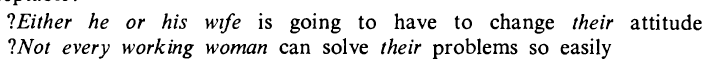 ?Either he or his wife is going to have to change their attitude
?Not every working woman can solve their problems so easily